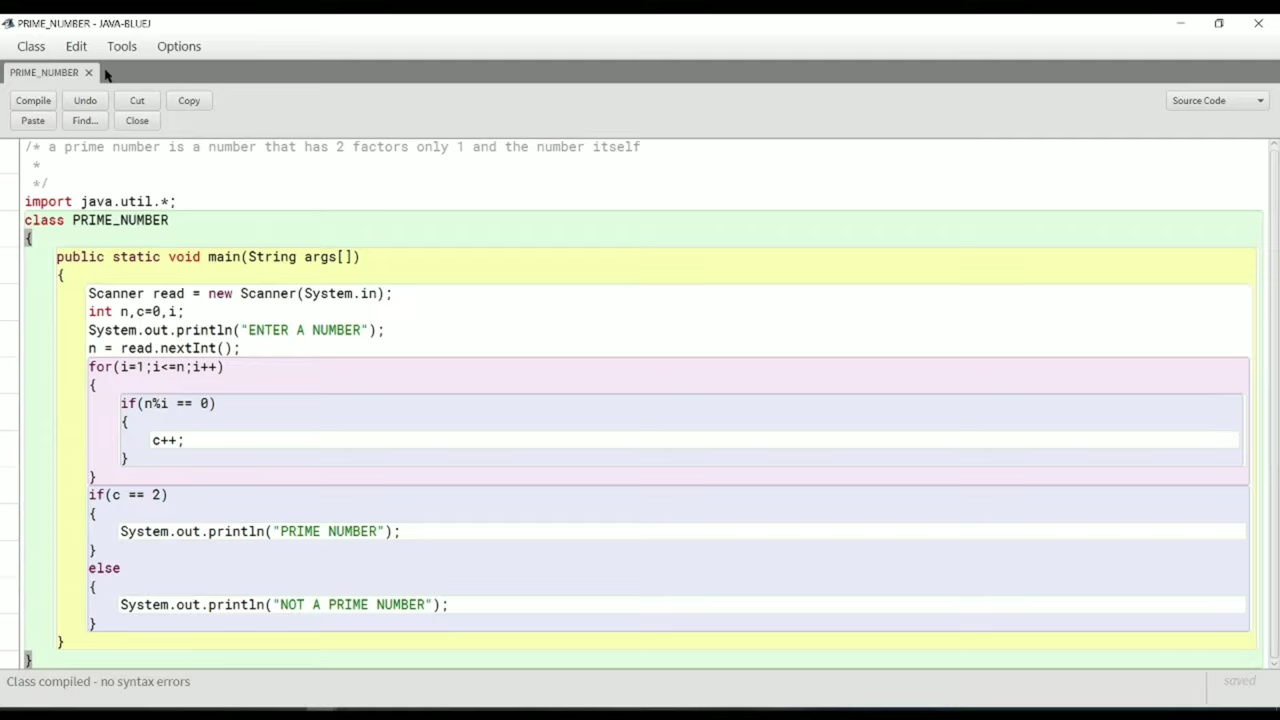 PRIME_NUMBER - JAVA-BLUEJ
Class Edit Tools Options
PRIME_NUMBER
Compile Undo Cut Copy Source Code
Paste Find... Close
/* a prime number is a number that has 2 factors only 1 and the number itself
*
*/
import java.util.*;
class PRIME_NUMBER
{
public static void main(String args[])
{
Scanner read = new Scanner(System.in);
int n,c=0,i;
System.out.println("ENTER A NUMBER");
n = read.nextInt();
for(i=1;i<=n;i++)
{
if(n%i == 0)
{
c++;
}
}
if(c == 2)
{
System.out.println("PRIME NUMBER");
}
else
{
System.out.println("NOT A PRIME NUMBER");
}
}
}
Class compiled - no syntax errors saved